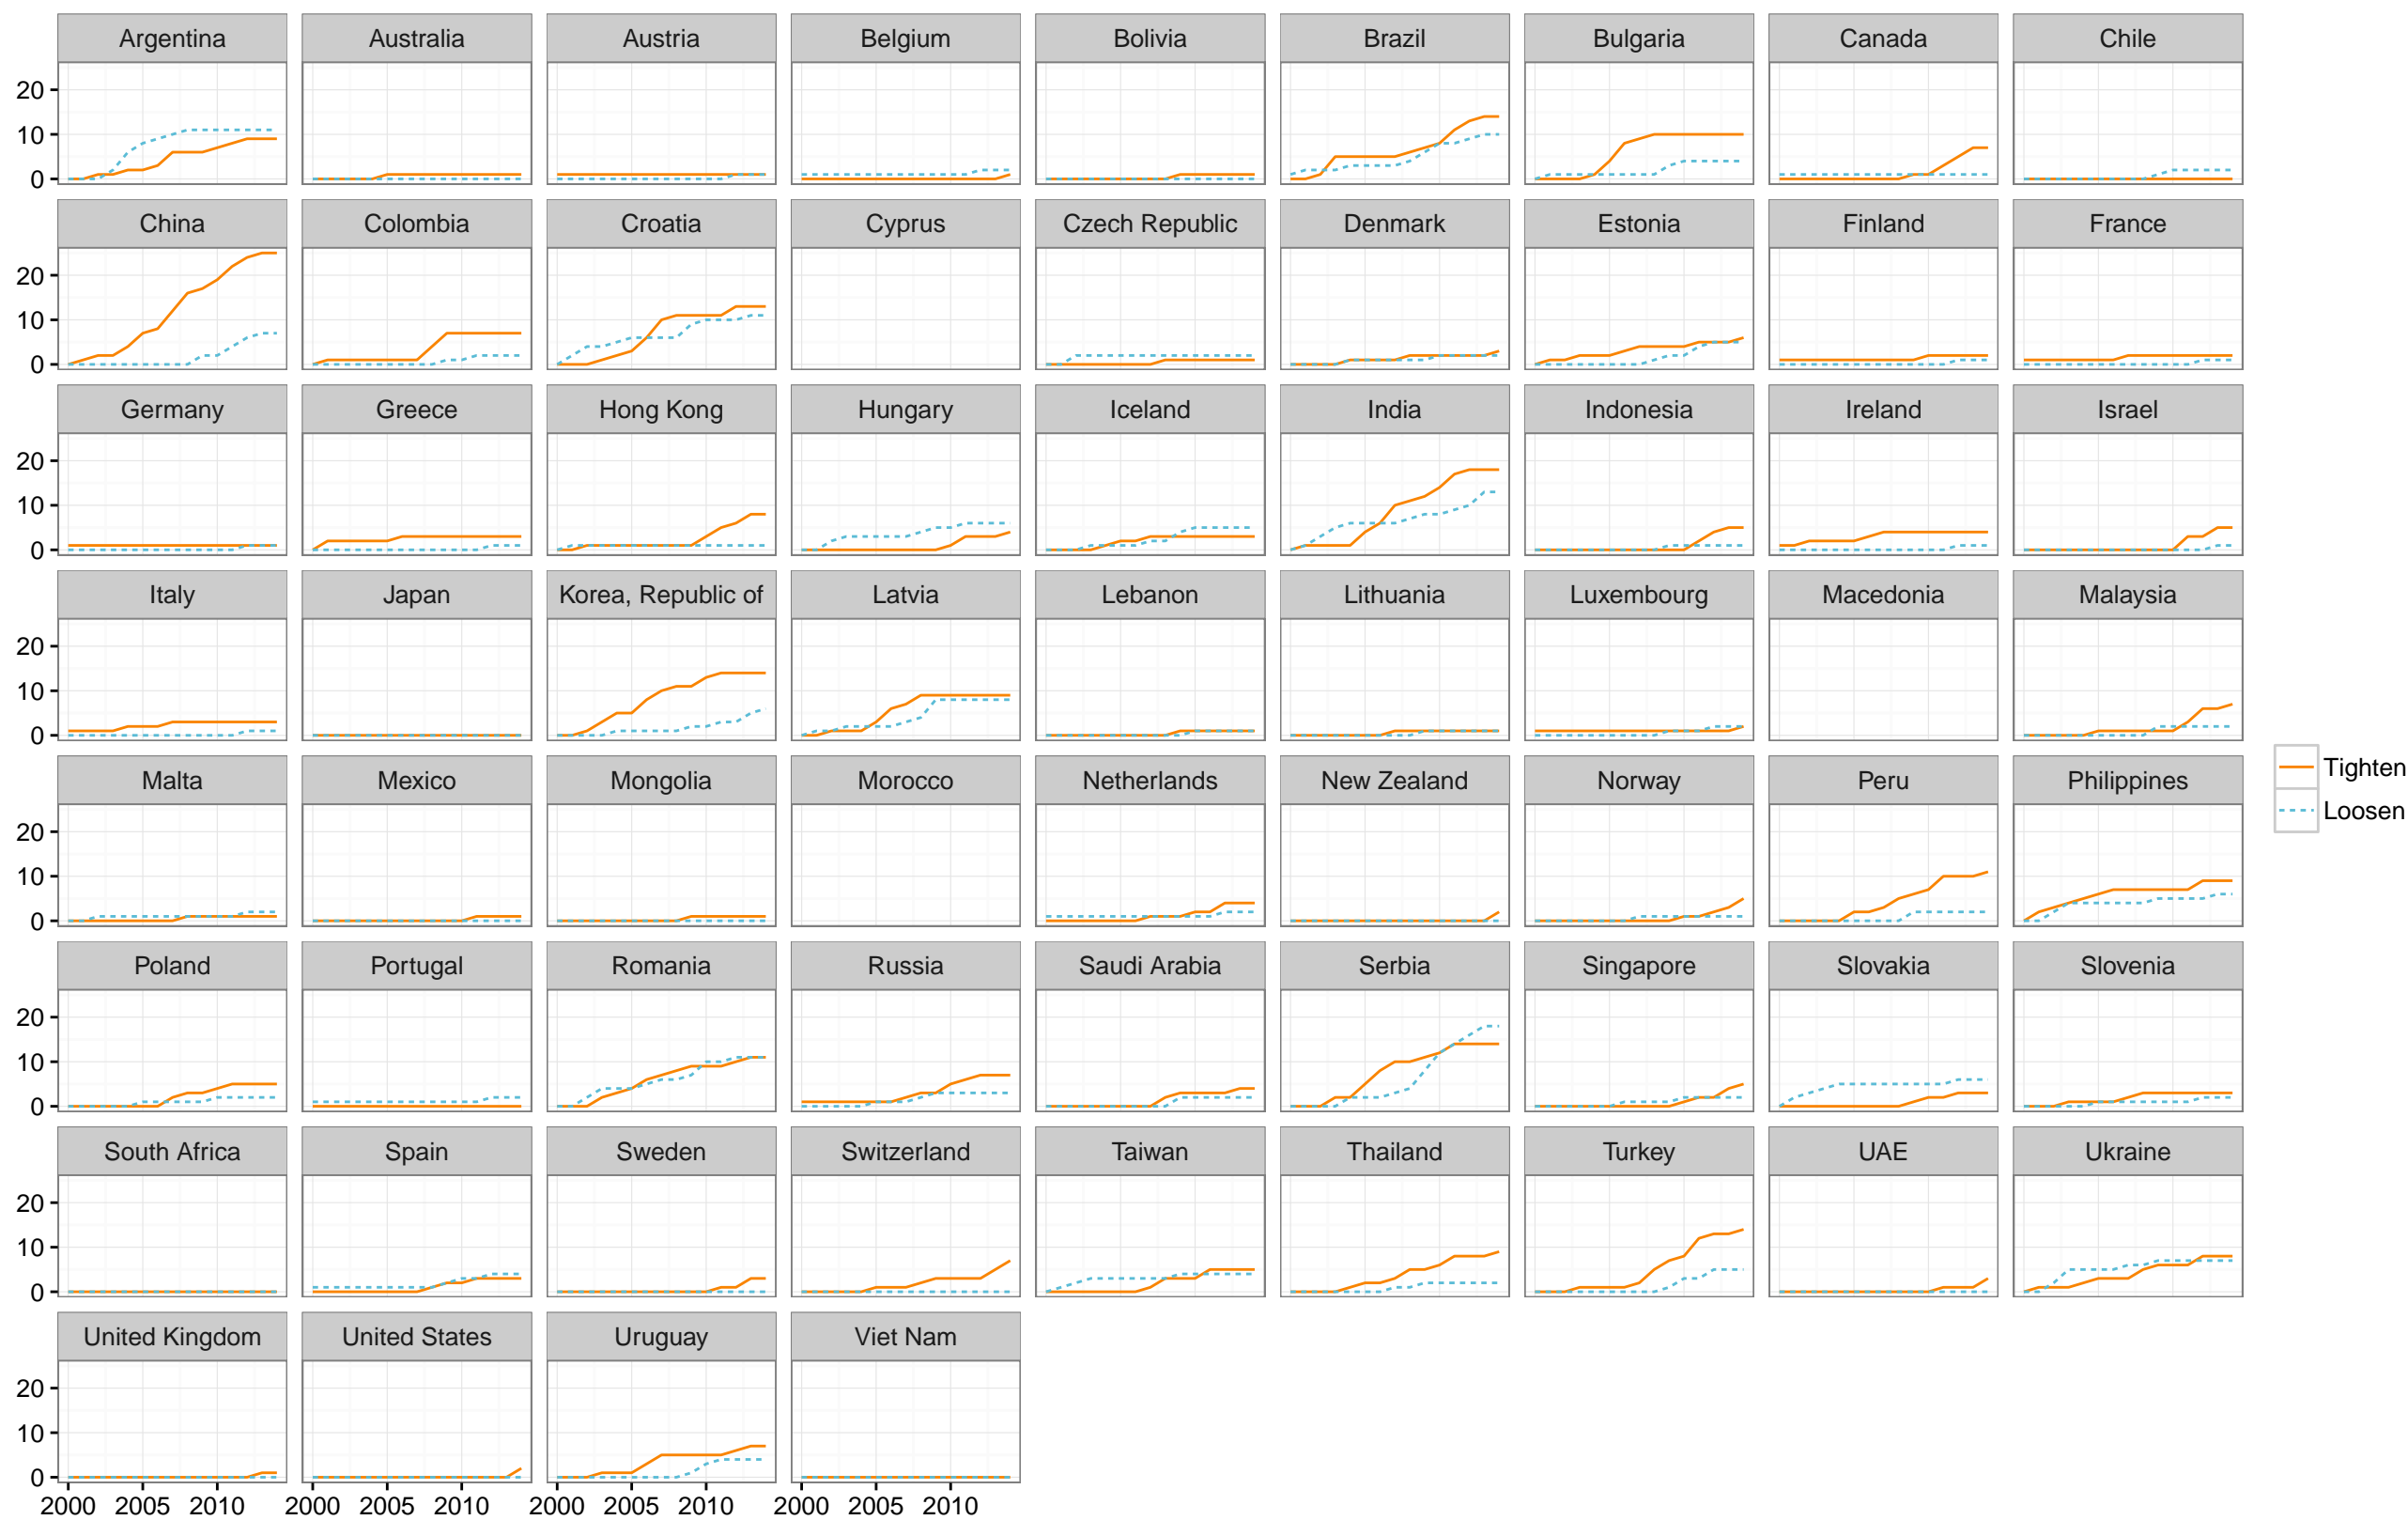 Argentina Australia Austria Belgium Bolivia Brazil Bulgaria Canada Chile
20
10
0
China Colombia Croatia Cyprus Czech Republic Denmark Estonia Finland France
20
10
0
Germany Greece Hong Kong Hungary Iceland India Indonesia Ireland Israel
20
10
0
Italy Japan Korea, Republic of Latvia Lebanon Lithuania Luxembourg Macedonia Malaysia
20
10
0
Malta Mexico Mongolia Morocco Netherlands New Zealand Norway Peru Philippines
20
10
0
Poland Portugal Romania Russia Saudi Arabia Serbia Singapore Slovakia Slovenia
20
10
0
South Africa Spain Sweden Switzerland Taiwan Thailand Turkey UAE Ukraine
20
10
0
United Kingdom United States Uruguay Viet Nam
20
10
0
2000 2005 2010 2000 2005 2010 2000 2005 2010 2000 2005 2010
Tighten
Loosen